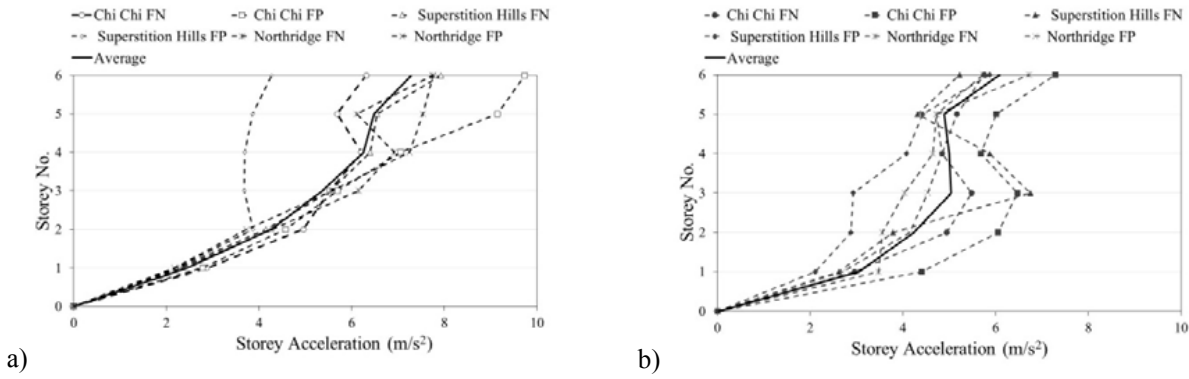 Chi Chi FN Chi Chi FP Superstition Hills FN
Superstition Hills FP Northridge FN Northridge FP
Average
6
5
4
3
2
1
0
Storey No.
0 2 4 6 8 10
Storey Acceleration (m/s²)
a)
Chi Chi FN Chi Chi FP Superstition Hills FN
Superstition Hills FP Northridge FN Northridge FP
Average
6
5
4
3
2
1
0
Storey No.
0 2 4 6 8 10
Storey Acceleration (m/s²)
b)